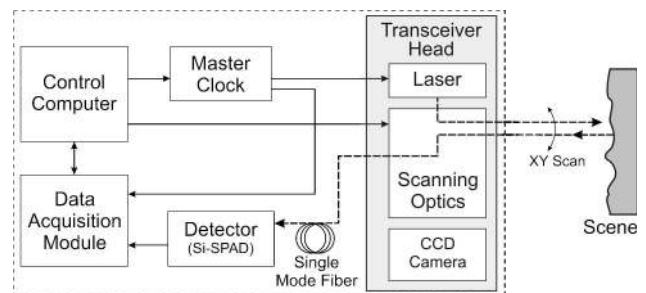 Transceiver
Head
Control
Computer
Master
Clock
Laser
XY Scan
Scanning
Optics
Data
Acquisition
Module
Detector
(Si-SPAD)
Single
Mode Fiber
CCD
Camera
Scene